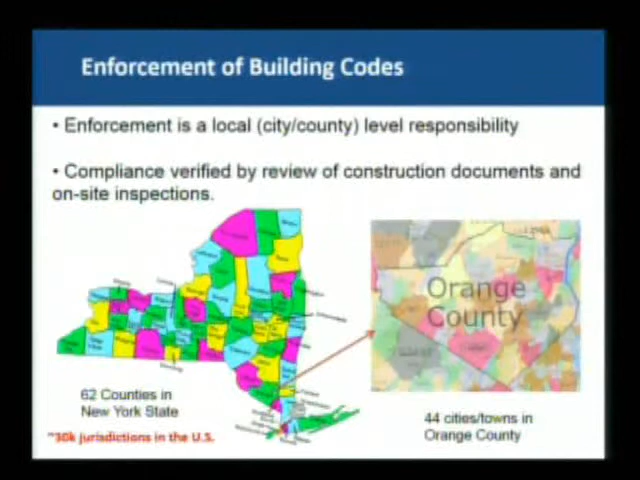 Enforcement of Building Codes
• Enforcement is a local (city/county) level responsibility
• Compliance verified by review of construction documents and
on-site inspections.
Orange
County
62 Counties in
New York State
44 cities/towns in
Orange County
~30k jurisdictions in the U.S.